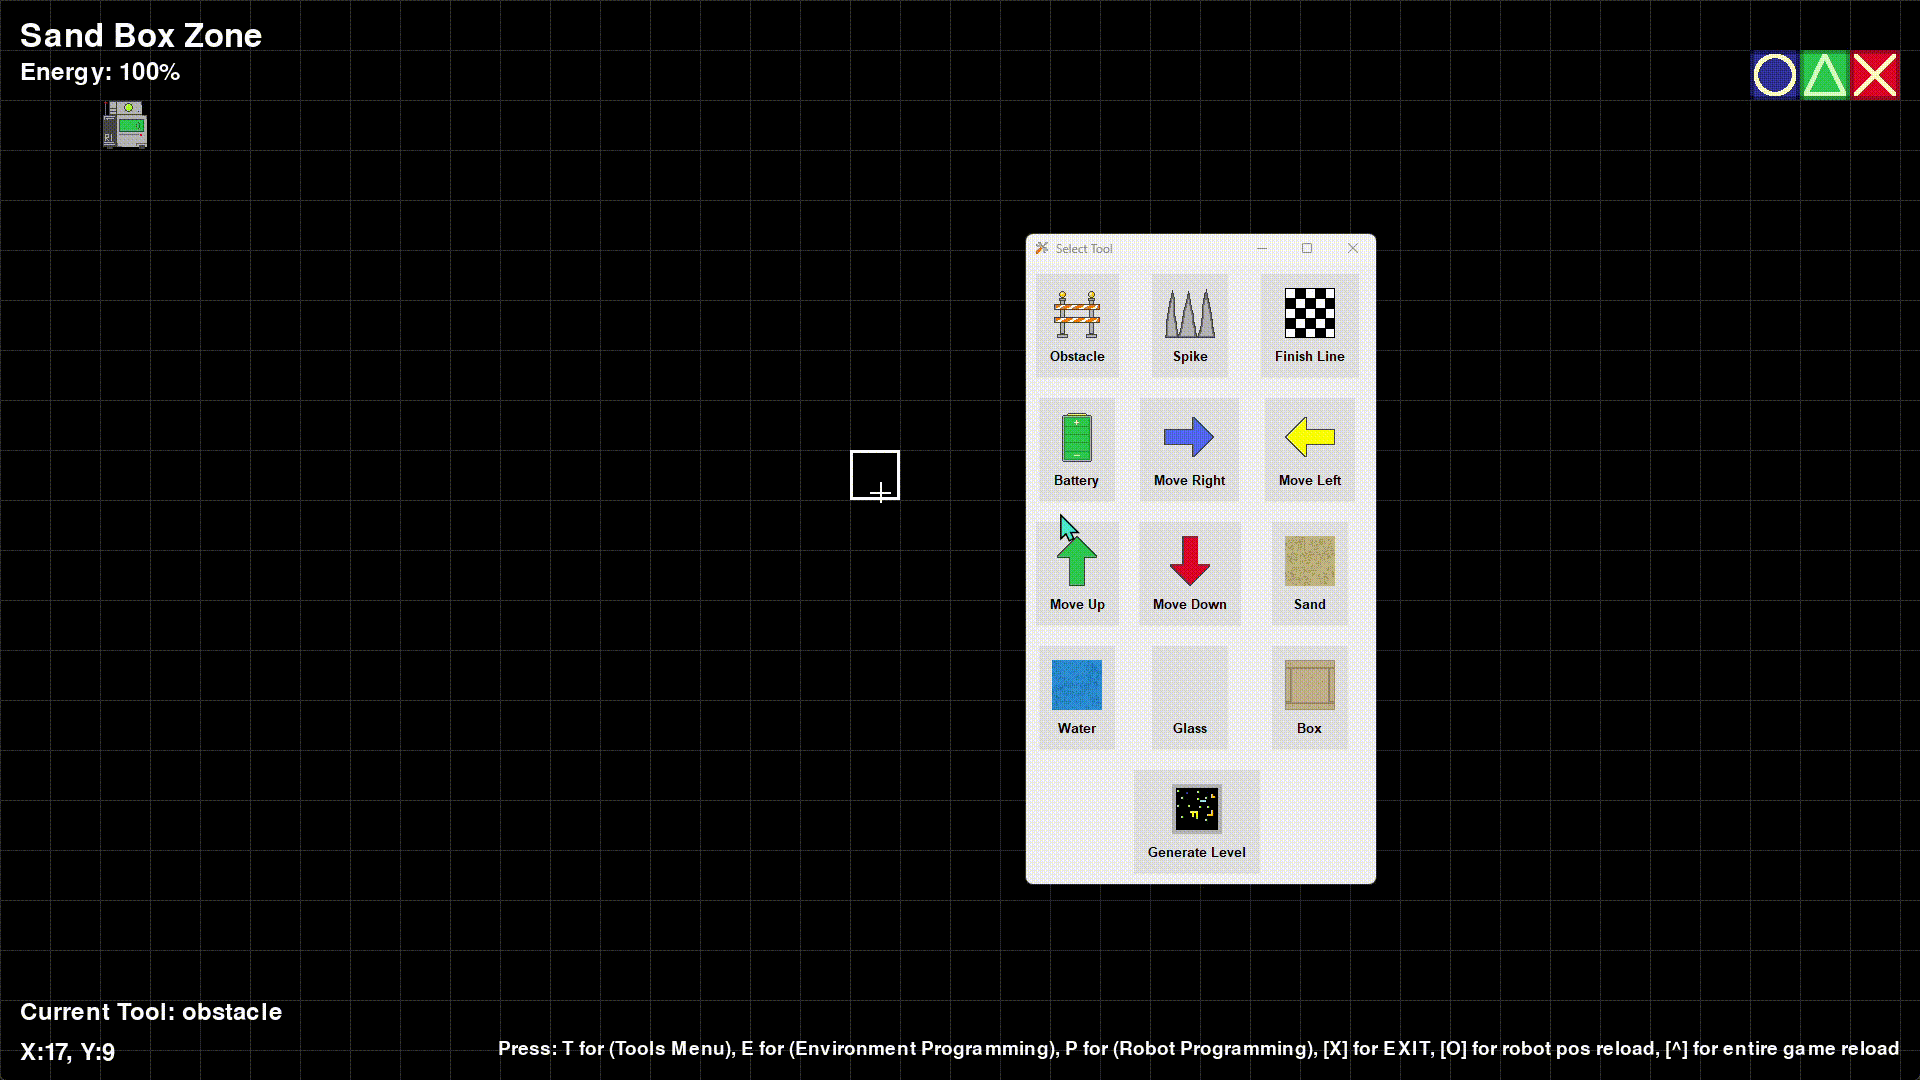 Sand Box Zone
Energy: 100%
R1
Select Tool
Obstacle
Spike
Finish Line
Battery
Move Right
Move Left
Move Up
Move Down
Sand
Water
Glass
Box
Generate Level
Current Tool: obstacle
X:17, Y:9
Press: T for (Tools Menu), E for (Environment Programming), P for (Robot Programming), [X] for EXIT, [O] for robot pos reload, [^] for entire game reload